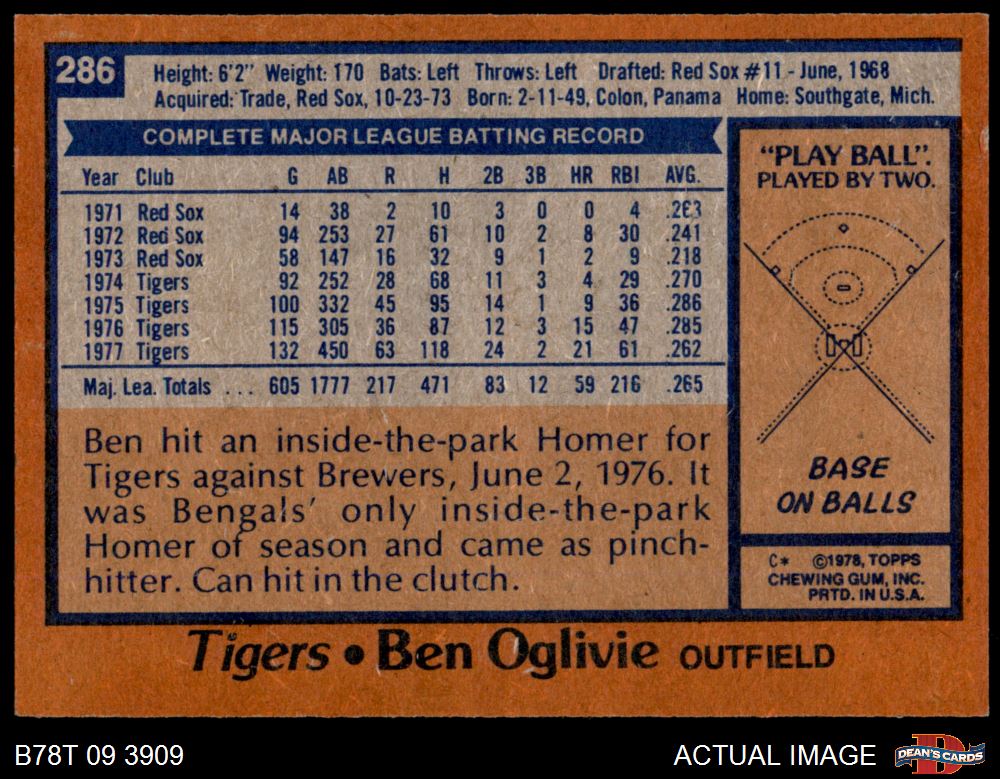 286
Height: 6'2" Weight: 170 Bats: Left Throws: Left Drafted: Red Sox #11 - June, 1968
Acquired: Trade, Red Sox, 10-23-73 Born: 2-11-49, Colon, Panama Home: Southgate, Mich.
COMPLETE MAJOR LEAGUE BATTING RECORD
Year Club G AB R H 2B 3B HR RBI AVG.
1971 Red Sox 14 38 2 10 3 0 0 4 .263
1972 Red Sox 94 253 27 61 10 2 8 30 .241
1973 Red Sox 58 147 16 32 9 1 2 9 .218
1974 Tigers 92 252 28 68 11 3 4 29 .270
1975 Tigers 100 332 45 95 14 1 9 36 .286
1976 Tigers 115 305 36 87 12 3 15 47 .285
1977 Tigers 132 450 63 118 24 2 21 61 .262
Maj. Lea. Totals ... 605 1777 217 471 83 12 59 216 .265
Ben hit an inside-the-park Homer for
Tigers against Brewers, June 2, 1976. It
was Bengals' only inside-the-park
Homer of season and came as pinch-
hitter. Can hit in the clutch.
"PLAY BALL".
PLAYED BY TWO.
BASE
ON BALLS
C* ©1978, TOPPS
CHEWING GUM, INC.
PRTD. IN U.S.A.
Tigers • Ben Oglivie OUTFIELD
B78T 09 3909
ACTUAL IMAGE
DEAN'S CARDS